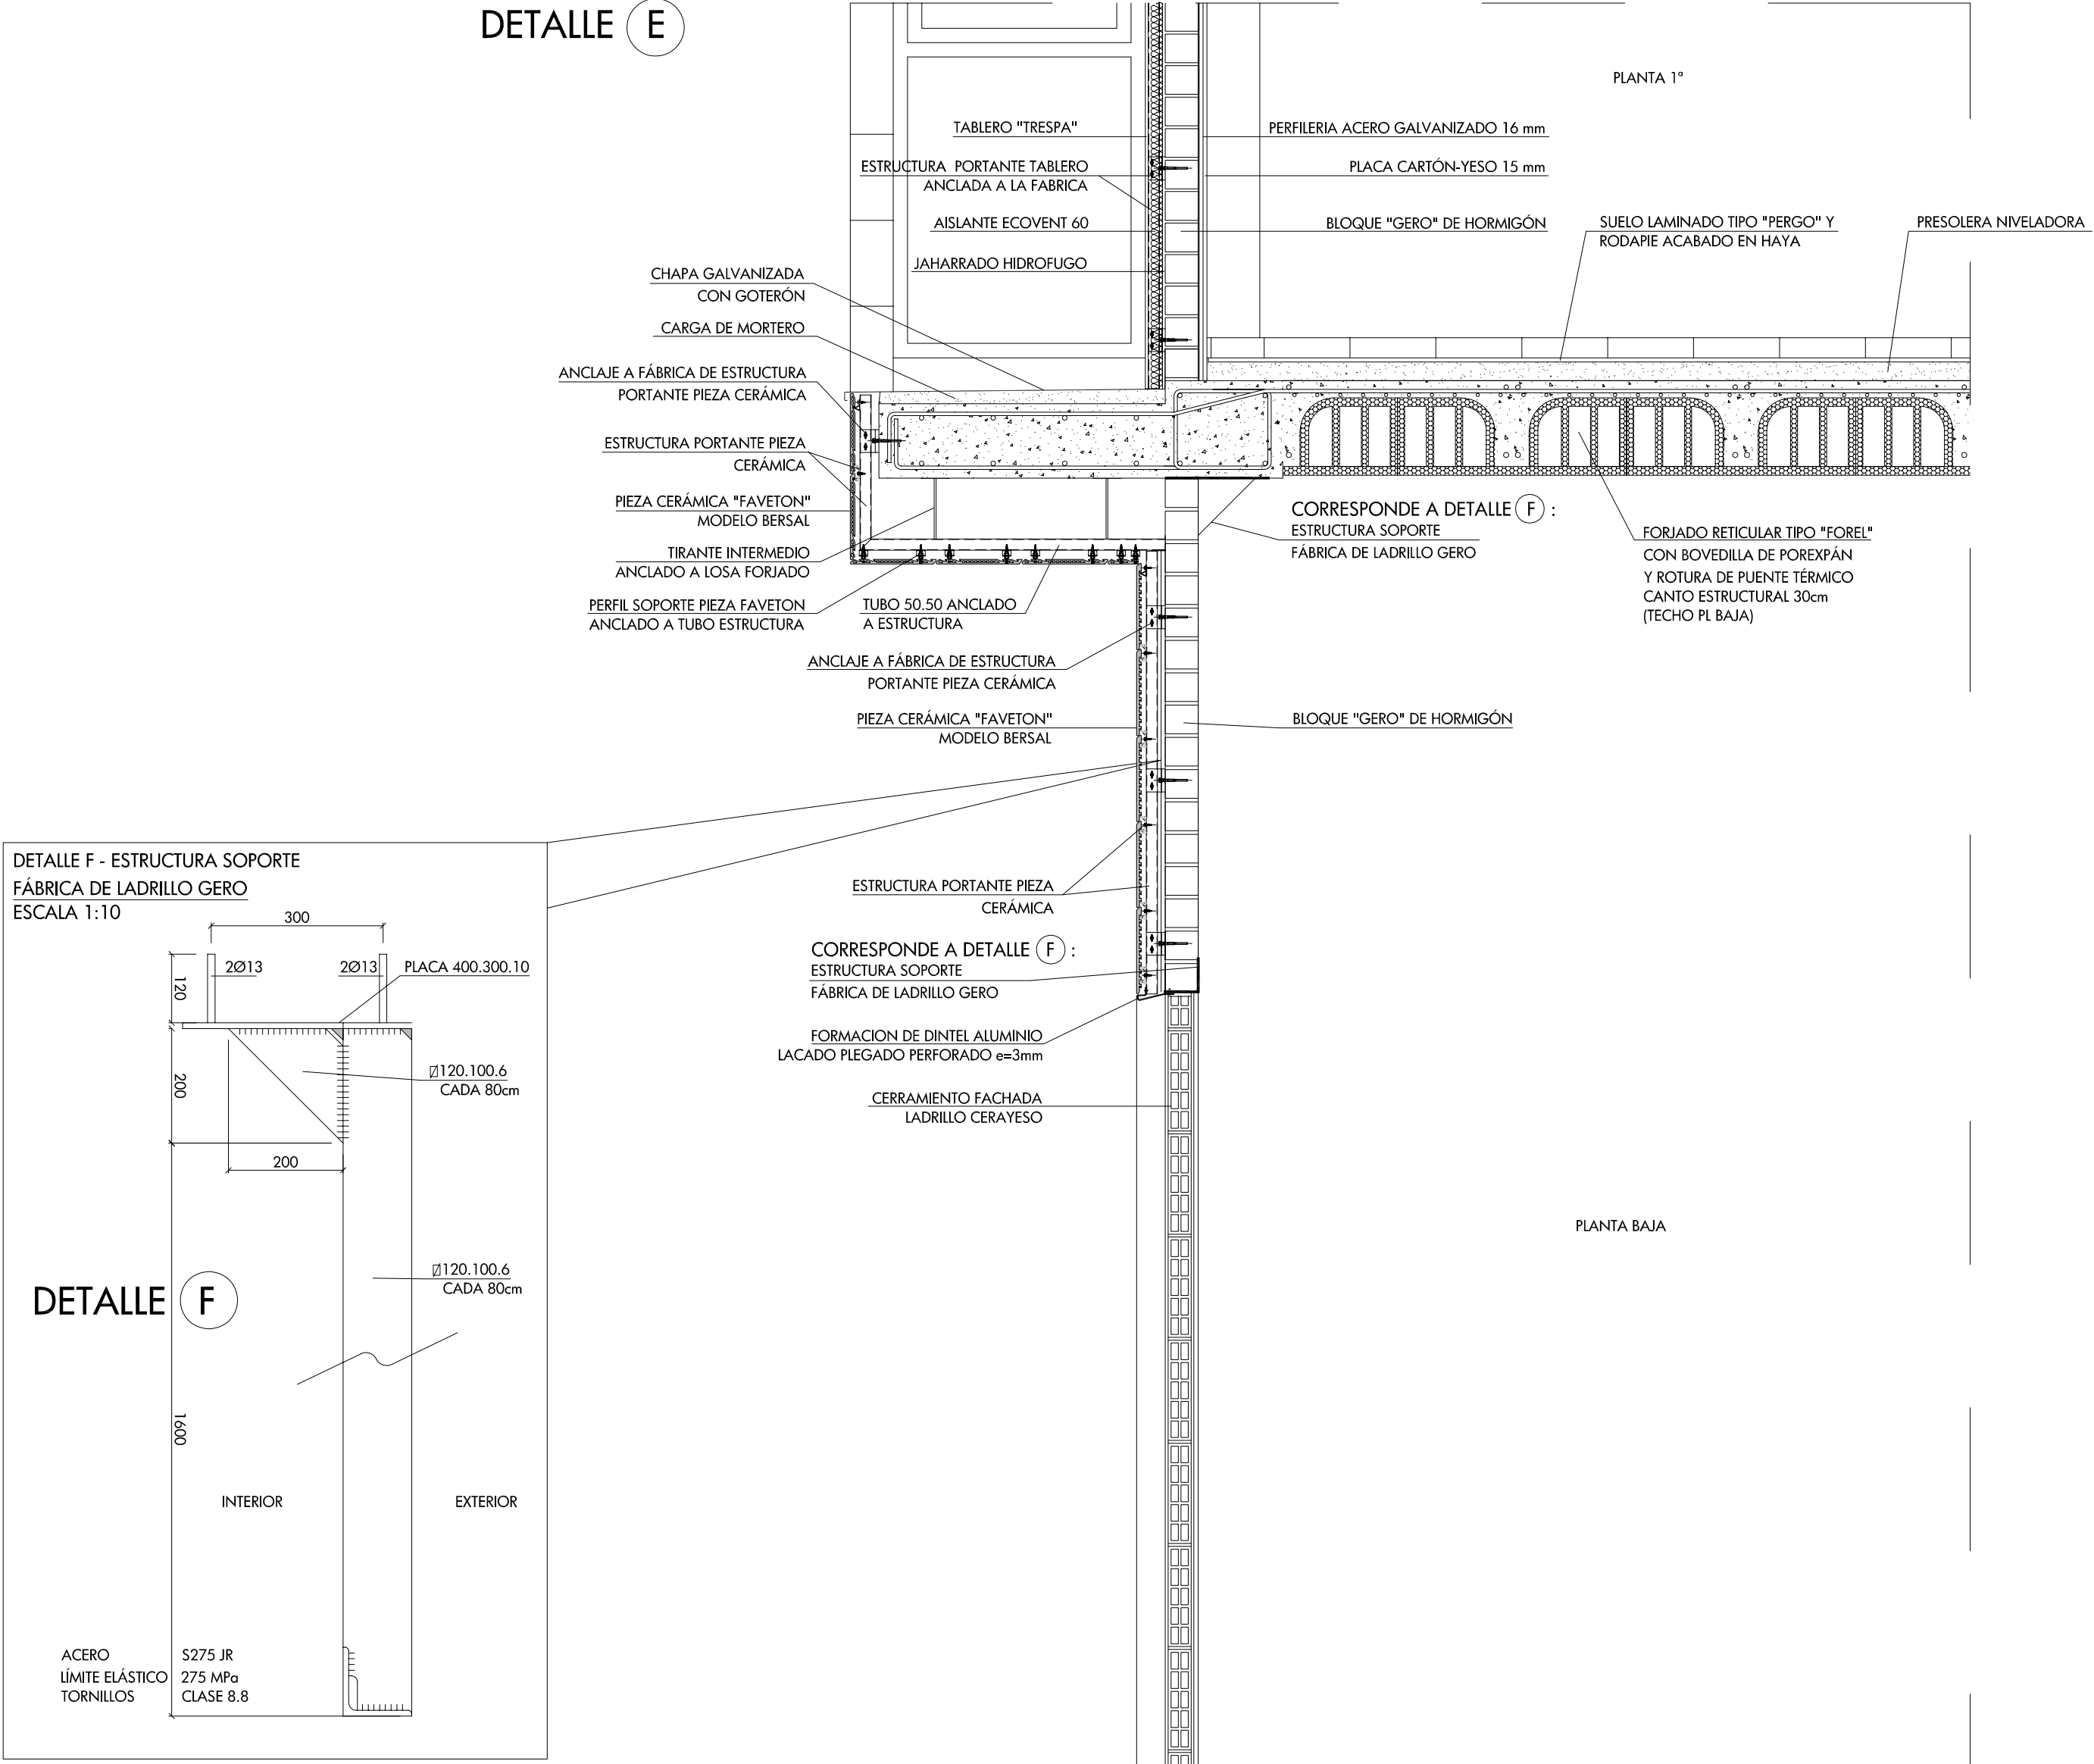 DETALLE E
PLANTA 1ª
TABLERO "TRESPA"
ESTRUCTURA PORTANTE TABLERO
ANCLADA A LA FABRICA
AISLANTE ECOVENT 60
JAHARRADO HIDROFUGO
PERFILERIA ACERO GALVANIZADO 16 mm
PLACA CARTÓN-YESO 15 mm
BLOQUE "GERO" DE HORMIGÓN
SUELO LAMINADO TIPO "PERGO" Y
RODAPIE ACABADO EN HAYA
PRESOLERA NIVELADORA
CHAPA GALVANIZADA
CON GOTERÓN
CARGA DE MORTERO
ANCLAJE A FÁBRICA DE ESTRUCTURA
PORTANTE PIEZA CERÁMICA
ESTRUCTURA PORTANTE PIEZA
CERÁMICA
PIEZA CERÁMICA "FAVETON"
MODELO BERSAL
TIRANTE INTERMEDIO
ANCLADO A LOSA FORJADO
PERFIL SOPORTE PIEZA FAVETON
ANCLADO A TUBO ESTRUCTURA
TUBO 50.50 ANCLADO
A ESTRUCTURA
CORRESPONDE A DETALLE F :
ESTRUCTURA SOPORTE
FÁBRICA DE LADRILLO GERO
FORJADO RETICULAR TIPO "FOREL"
CON BOVEDILLA DE POREXPÁN
Y ROTURA DE PUENTE TÉRMICO
CANTO ESTRUCTURAL 30cm
(TECHO PL BAJA)
ANCLAJE A FÁBRICA DE ESTRUCTURA
PORTANTE PIEZA CERÁMICA
PIEZA CERÁMICA "FAVETON"
MODELO BERSAL
BLOQUE "GERO" DE HORMIGÓN
ESTRUCTURA PORTANTE PIEZA
CERÁMICA
CORRESPONDE A DETALLE F :
ESTRUCTURA SOPORTE
FÁBRICA DE LADRILLO GERO
FORMACION DE DINTEL ALUMINIO
LACADO PLEGADO PERFORADO e=3mm
CERRAMIENTO FACHADA
LADRILLO CERAYESO
PLANTA BAJA
DETALLE F - ESTRUCTURA SOPORTE
FÁBRICA DE LADRILLO GERO
ESCALA 1:10
300
2Ø13
2Ø13
PLACA 400.300.10
120
200
120.100.6
CADA 80cm
200
120.100.6
CADA 80cm
DETALLE F
1600
INTERIOR
EXTERIOR
ACERO S275 JR
LÍMITE ELÁSTICO 275 MPa
TORNILLOS CLASE 8.8